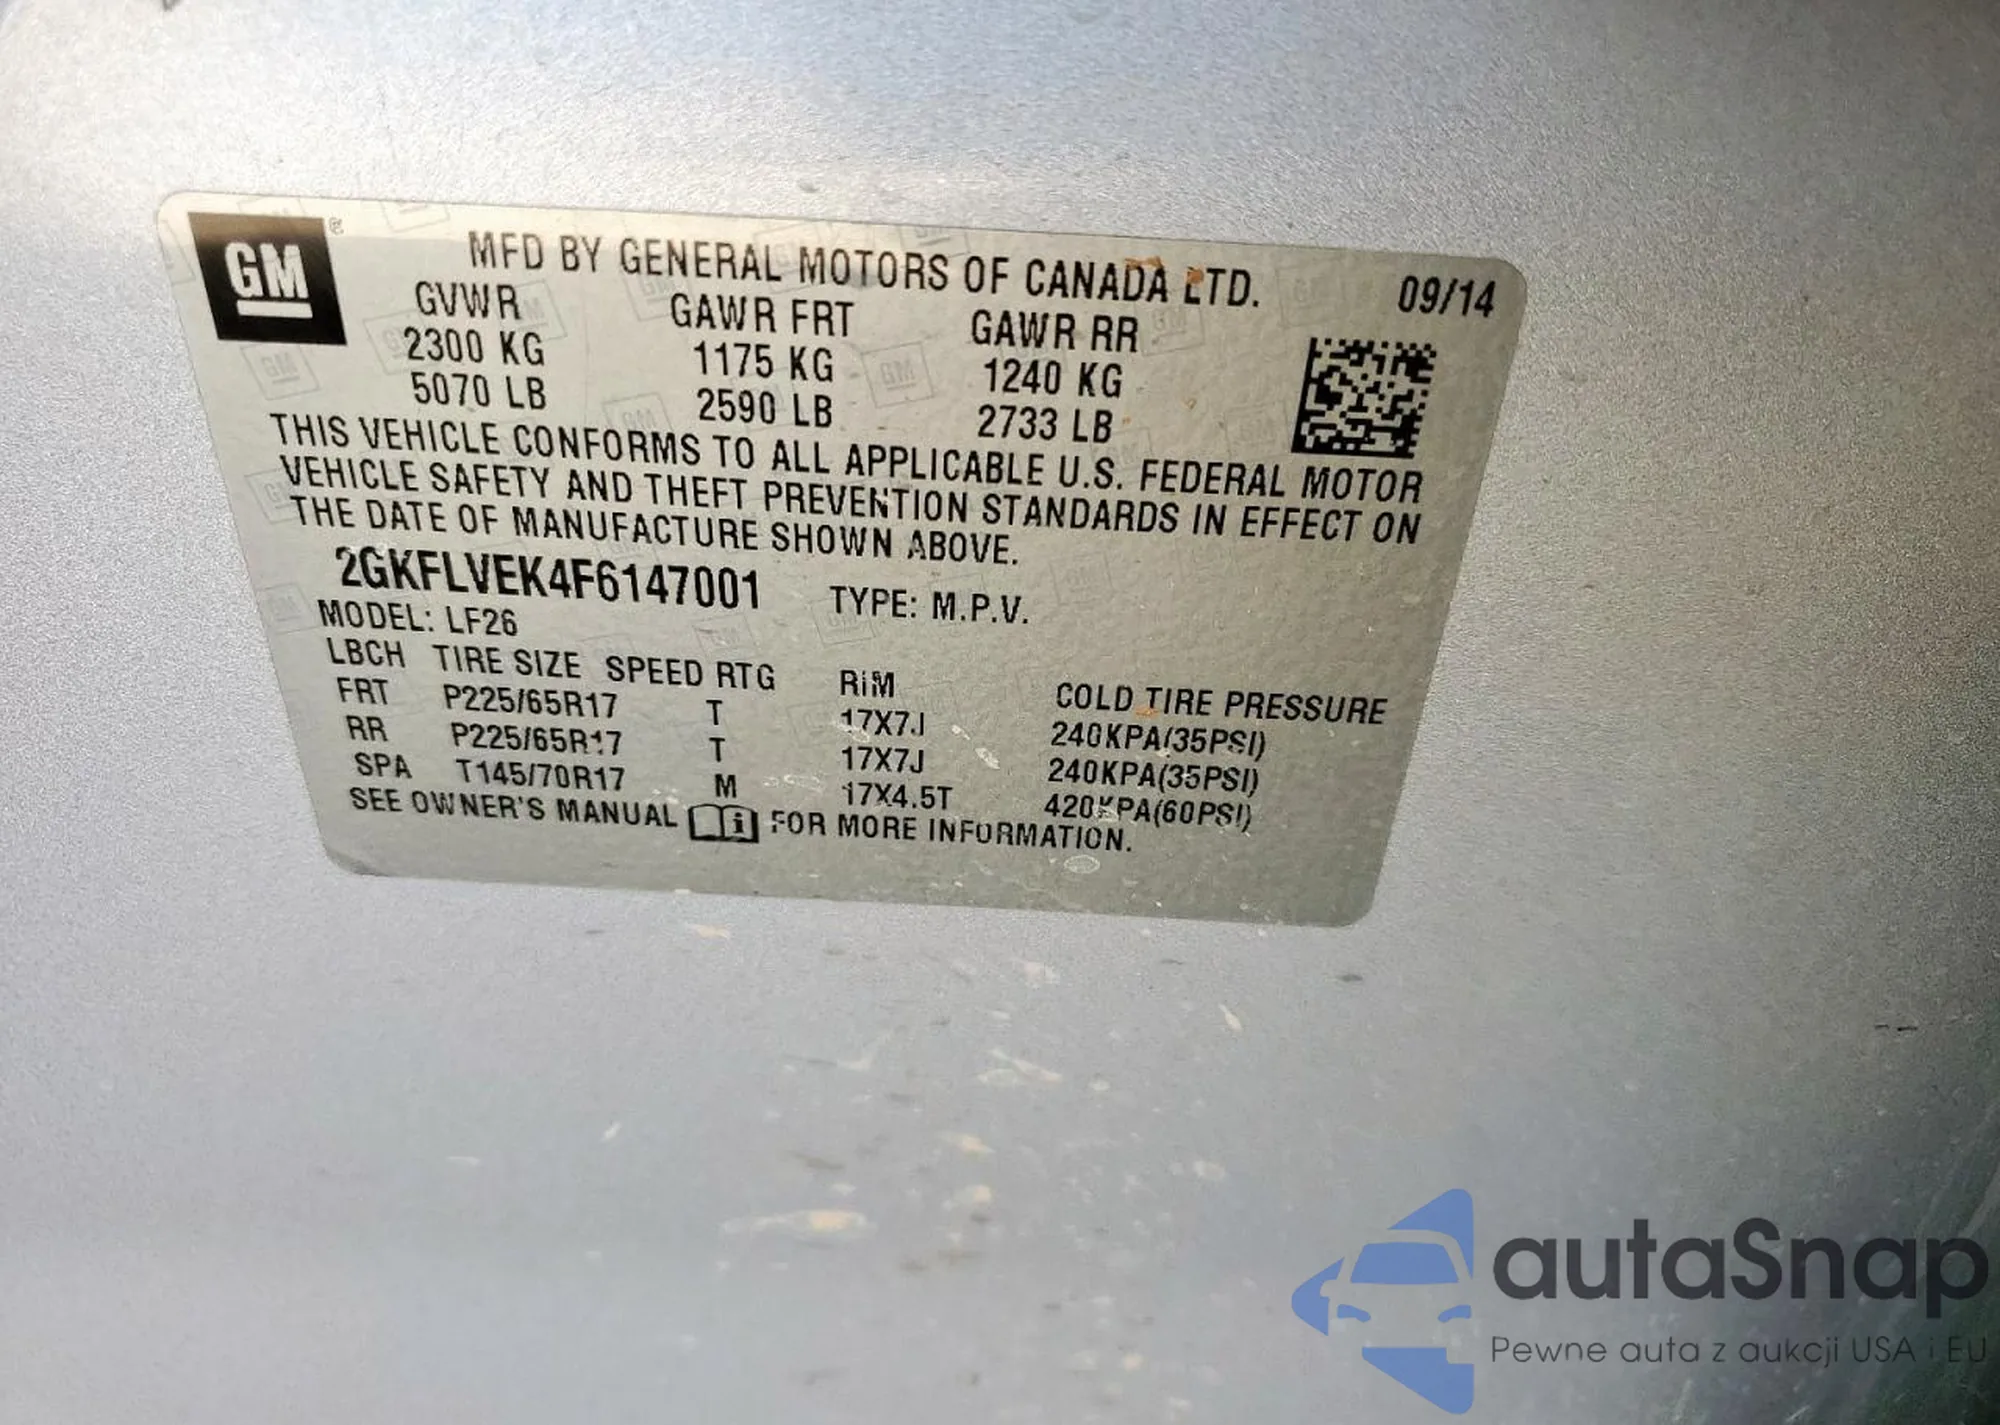 GM ®
MFD BY GENERAL MOTORS OF CANADA LTD. 09/14
GVWR GAWR FRT GAWR RR
2300 KG 1175 KG 1240 KG
5070 LB 2590 LB 2733 LB
THIS VEHICLE CONFORMS TO ALL APPLICABLE U.S. FEDERAL MOTOR
VEHICLE SAFETY AND THEFT PREVENTION STANDARDS IN EFFECT ON
THE DATE OF MANUFACTURE SHOWN ABOVE.
2GKFLVEK4F6147001 TYPE: M.P.V.
MODEL: LF26
LBCH TIRE SIZE SPEED RTG RIM COLD TIRE PRESSURE
FRT P225/65R17 T 17X7J 240KPA(35PSI)
RR P225/65R17 T 17X7J 240KPA(35PSI)
SPA T145/70R17 M 17X4.5T 420KPA(60PSI)
SEE OWNER'S MANUAL i FOR MORE INFORMATION.
autaSnap
Pewne auta z aukcji USA i EU